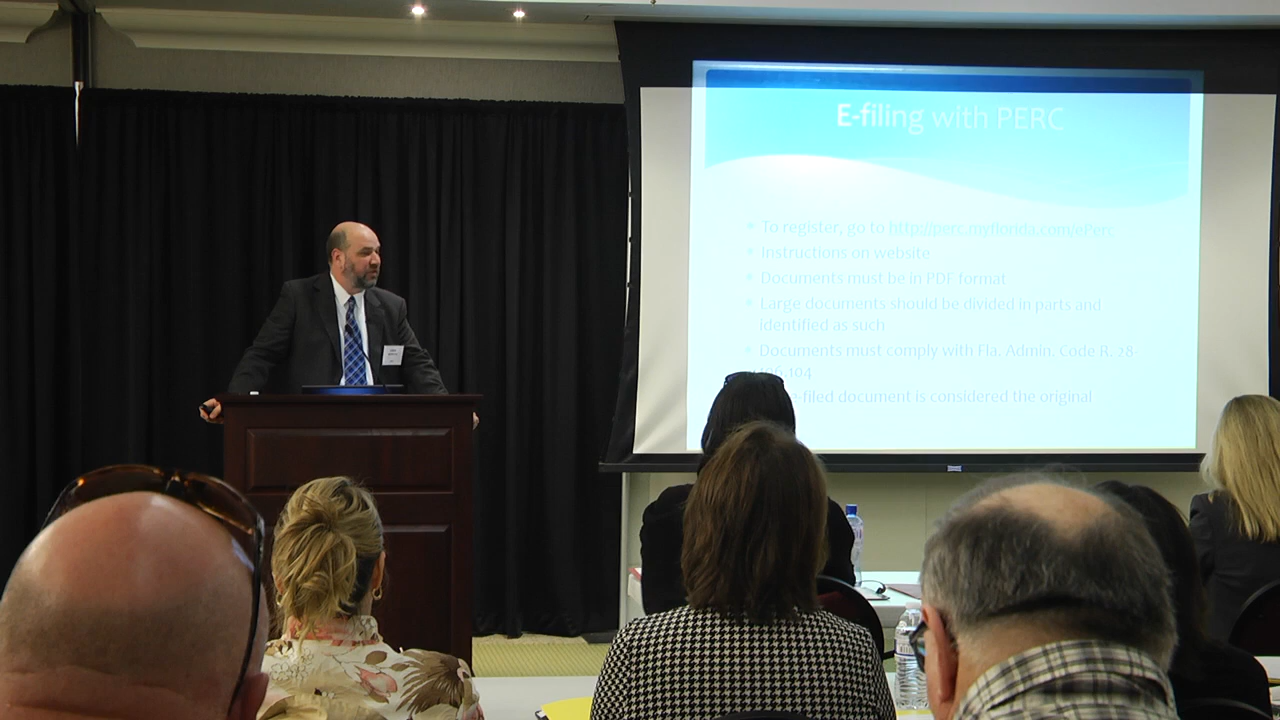 E-filing with PERC
To register, go to http://perc.myflorida.com/ePerc
Instructions on website
Documents must be in PDF format
Large documents should be divided in parts and
identified as such
Documents must comply with Fla. Admin. Code R. 28-
106.104
e-filed document is considered the original